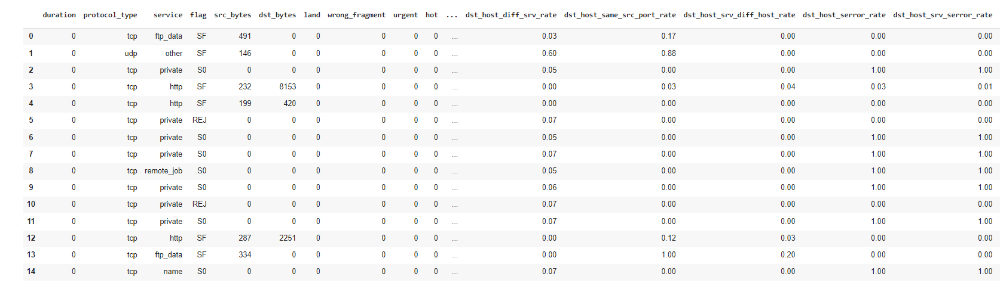 duration protocol_type service flag src_bytes dst_bytes land wrong_fragment urgent hot ... dst_host_diff_srv_rate dst_host_same_src_port_rate dst_host_srv_diff_host_rate dst_host_serror_rate dst_host_srv_serror_rate
0 0 tcp ftp_data SF 491 0 0 0 0 0 ... 0.03 0.17 0.00 0.00 0.00
1 0 udp other SF 146 0 0 0 0 0 ... 0.60 0.88 0.00 0.00 0.00
2 0 tcp private S0 0 0 0 0 0 0 ... 0.05 0.00 0.00 1.00 1.00
3 0 tcp http SF 232 8153 0 0 0 0 ... 0.00 0.03 0.04 0.03 0.01
4 0 tcp http SF 199 420 0 0 0 0 ... 0.00 0.00 0.00 0.00 0.00
5 0 tcp private REJ 0 0 0 0 0 0 ... 0.07 0.00 0.00 0.00 0.00
6 0 tcp private S0 0 0 0 0 0 0 ... 0.05 0.00 0.00 1.00 1.00
7 0 tcp private S0 0 0 0 0 0 0 ... 0.07 0.00 0.00 1.00 1.00
8 0 tcp remote_job S0 0 0 0 0 0 0 ... 0.05 0.00 0.00 1.00 1.00
9 0 tcp private S0 0 0 0 0 0 0 ... 0.06 0.00 0.00 1.00 1.00
10 0 tcp private REJ 0 0 0 0 0 0 ... 0.07 0.00 0.00 0.00 0.00
11 0 tcp private S0 0 0 0 0 0 0 ... 0.07 0.00 0.00 1.00 1.00
12 0 tcp http SF 287 2251 0 0 0 0 ... 0.00 0.12 0.03 0.00 0.00
13 0 tcp ftp_data SF 334 0 0 0 0 0 ... 0.00 1.00 0.20 0.00 0.00
14 0 tcp name S0 0 0 0 0 0 0 ... 0.07 0.00 0.00 1.00 1.00